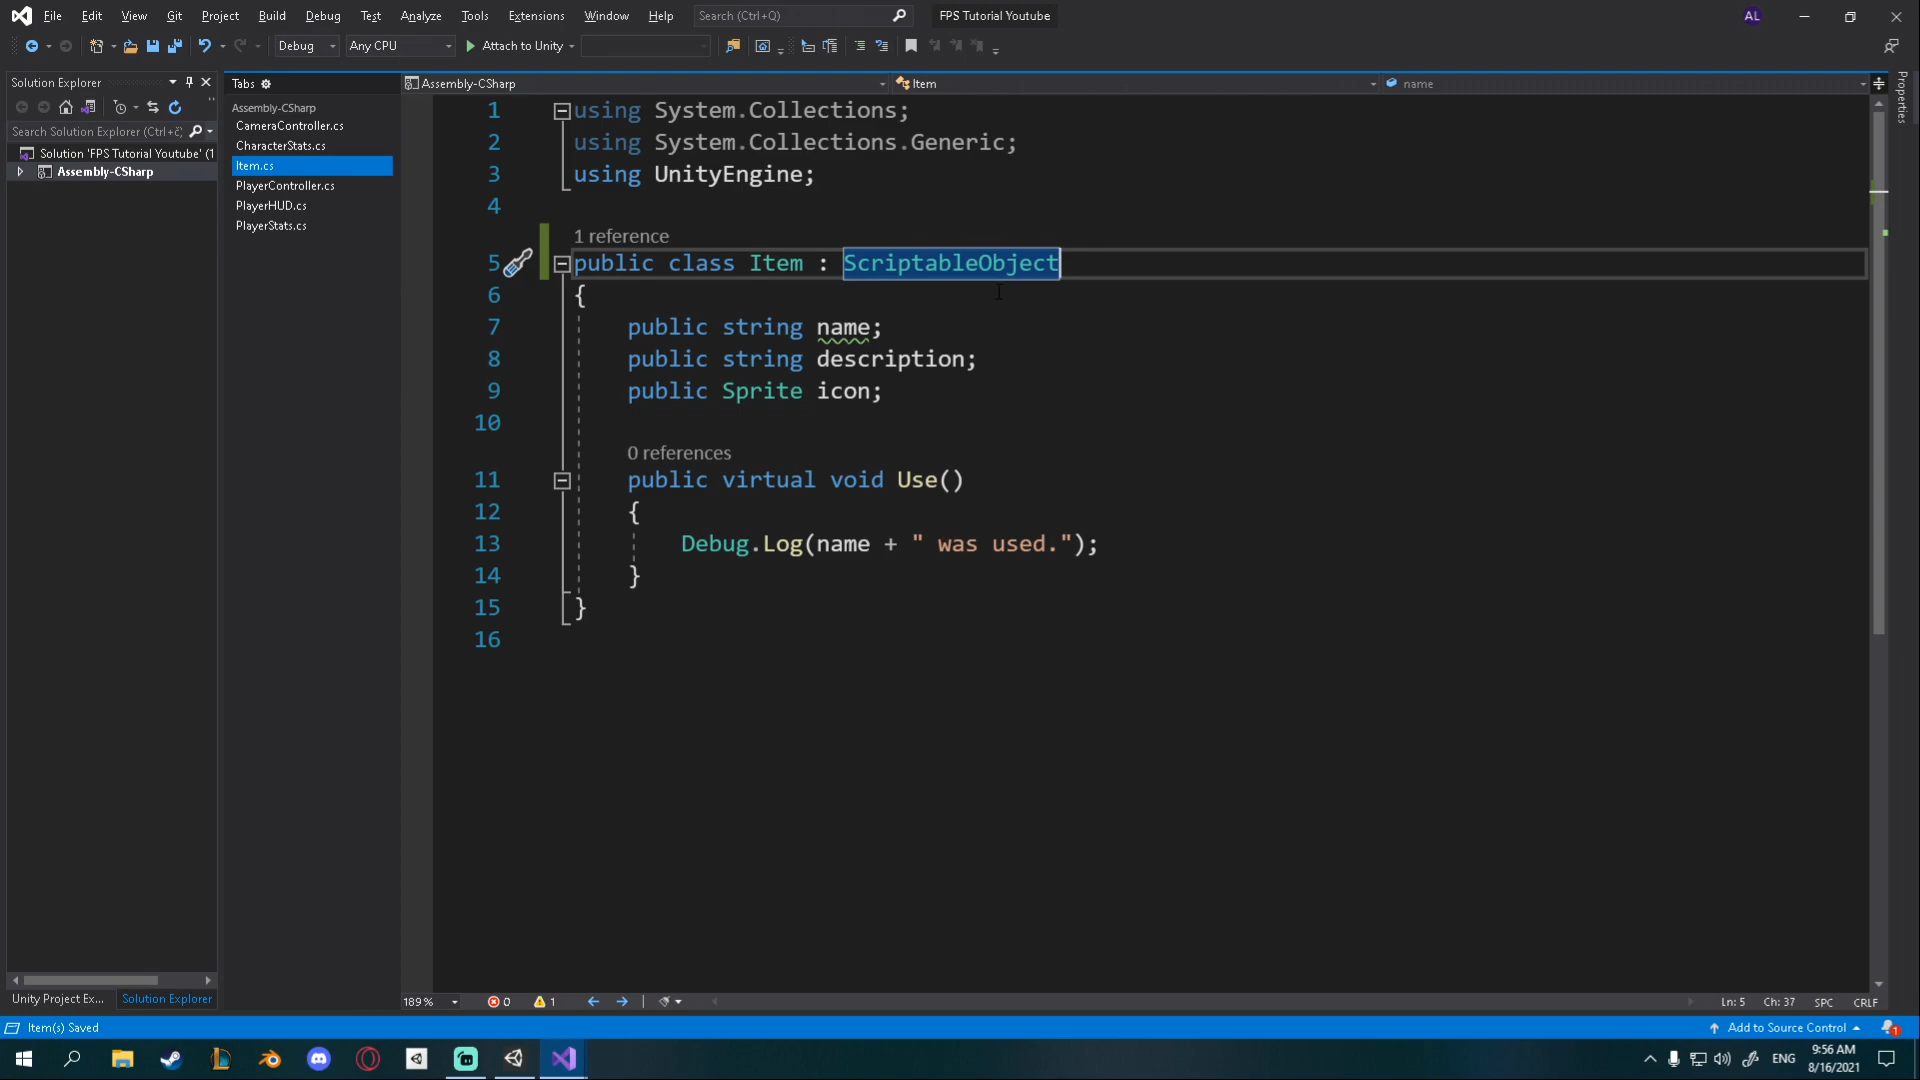 File Edit View Git Project Build Debug Test Analyze Tools Extensions Window Help Search (Ctrl+Q) FPS Tutorial Youtube AL
Debug Any CPU Attach to Unity
Solution Explorer
Search Solution Explorer (Ctrl+č)
Solution 'FPS Tutorial Youtube' (1
Assembly-CSharp
Tabs
Assembly-CSharp
CameraController.cs
CharacterStats.cs
Item.cs
PlayerController.cs
PlayerHUD.cs
PlayerStats.cs
Assembly-CSharp Item name
Properties
1 using System.Collections;
2 using System.Collections.Generic;
3 using UnityEngine;
4
1 reference
5 public class Item : ScriptableObject
6 {
7 public string name;
8 public string description;
9 public Sprite icon;
10
0 references
11 public virtual void Use()
12 {
13 Debug.Log(name + " was used.");
14 }
15 }
16
Unity Project Ex... Solution Explorer
189 % 0 1 Ln: 5 Ch: 37 SPC CRLF
Item(s) Saved Add to Source Control 1
ENG 9:56 AM
8/16/2021